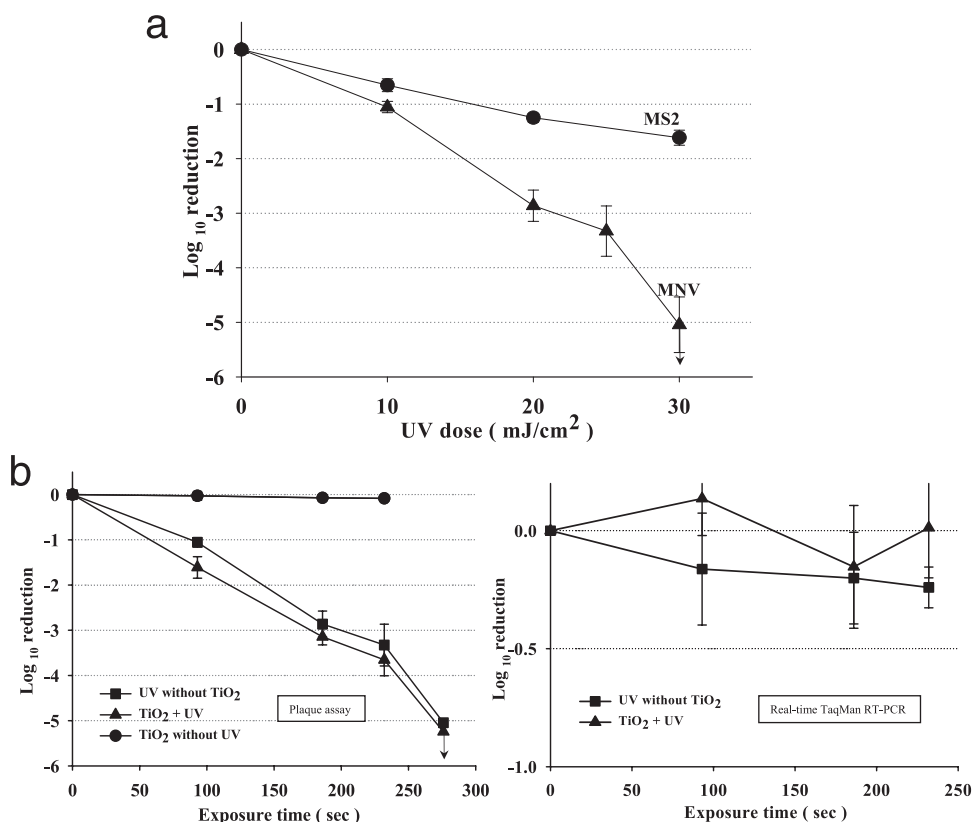 a
0
-1
-2
-3
-4
-5
-6
Log 10 reduction
MS2
MNV
0 10 20 30
UV dose ( mJ/cm2 )
b
0
-1
-2
-3
-4
-5
-6
Log 10 reduction
UV without TiO2
TiO2 + UV
TiO2 without UV
Plaque assay
0 50 100 150 200 250 300
Exposure time ( sec )
0.0
-0.5
-1.0
Log 10 reduction
UV without TiO2
TiO2 + UV
Real-time TaqMan RT-PCR
0 50 100 150 200 250
Exposure time ( sec )